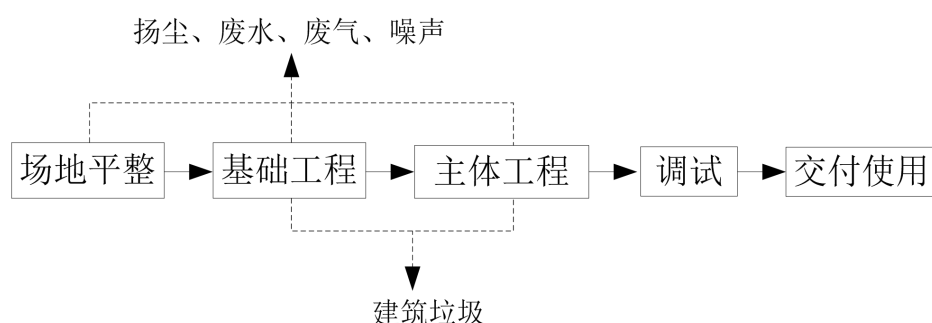 扬尘、废水、废气、噪声
场地平整
基础工程
主体工程
调试
交付使用
建筑垃圾